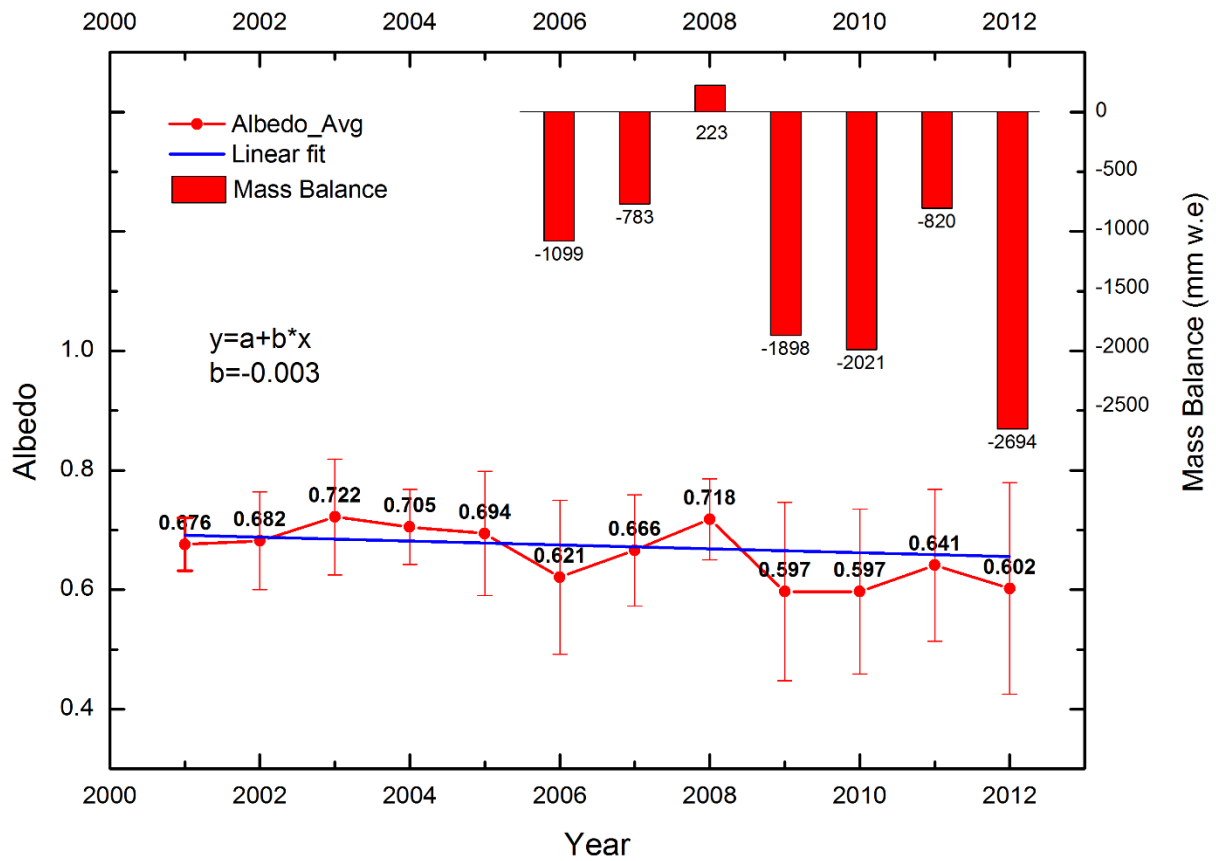 2000 2002 2004 2006 2008 2010 2012
Albedo_Avg
Linear fit
Mass Balance
y=a+b*x
b=-0.003
223
-783
-1099
-820
-1898
-2021
-2694
0
-500
-1000
-1500
-2000
-2500
Mass Balance (mm w.e)
1.0
0.8
0.6
0.4
Albedo
0.676 0.682 0.722 0.705 0.694 0.621 0.666 0.718 0.597 0.597 0.641 0.602
2000 2002 2004 2006 2008 2010 2012
Year